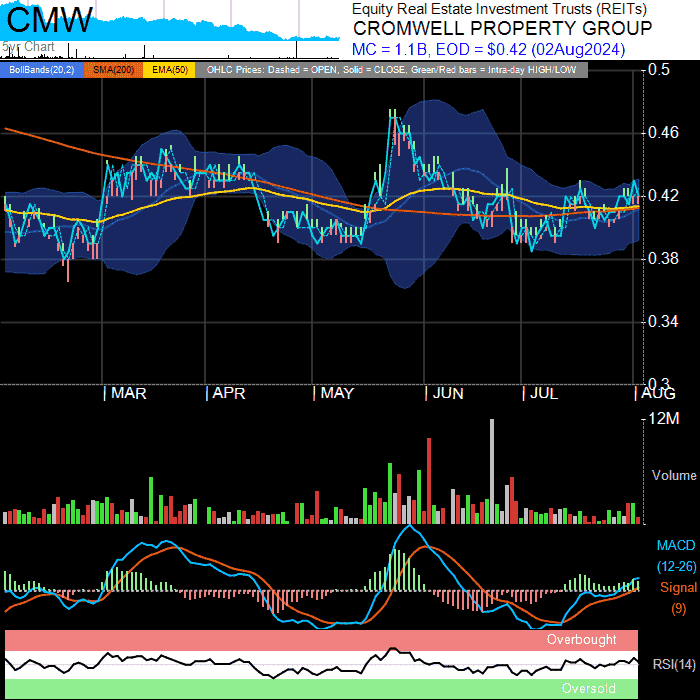 CMW
5yr Chart
Equity Real Estate Investment Trusts (REITs)
CROMWELL PROPERTY GROUP
MC = 1.1B, EOD = $0.42 (02Aug2024)
BollBands(20,2) SMA(200) EMA(50) OHLC Prices: Dashed = OPEN, Solid = CLOSE, Green/Red bars = Intra-day HIGH/LOW
0.5
0.46
0.42
0.38
0.34
0.3
MAR APR MAY JUN JUL AUG
12M
Volume
MACD
(12-26)
Signal
(9)
Overbought
RSI(14)
Oversold